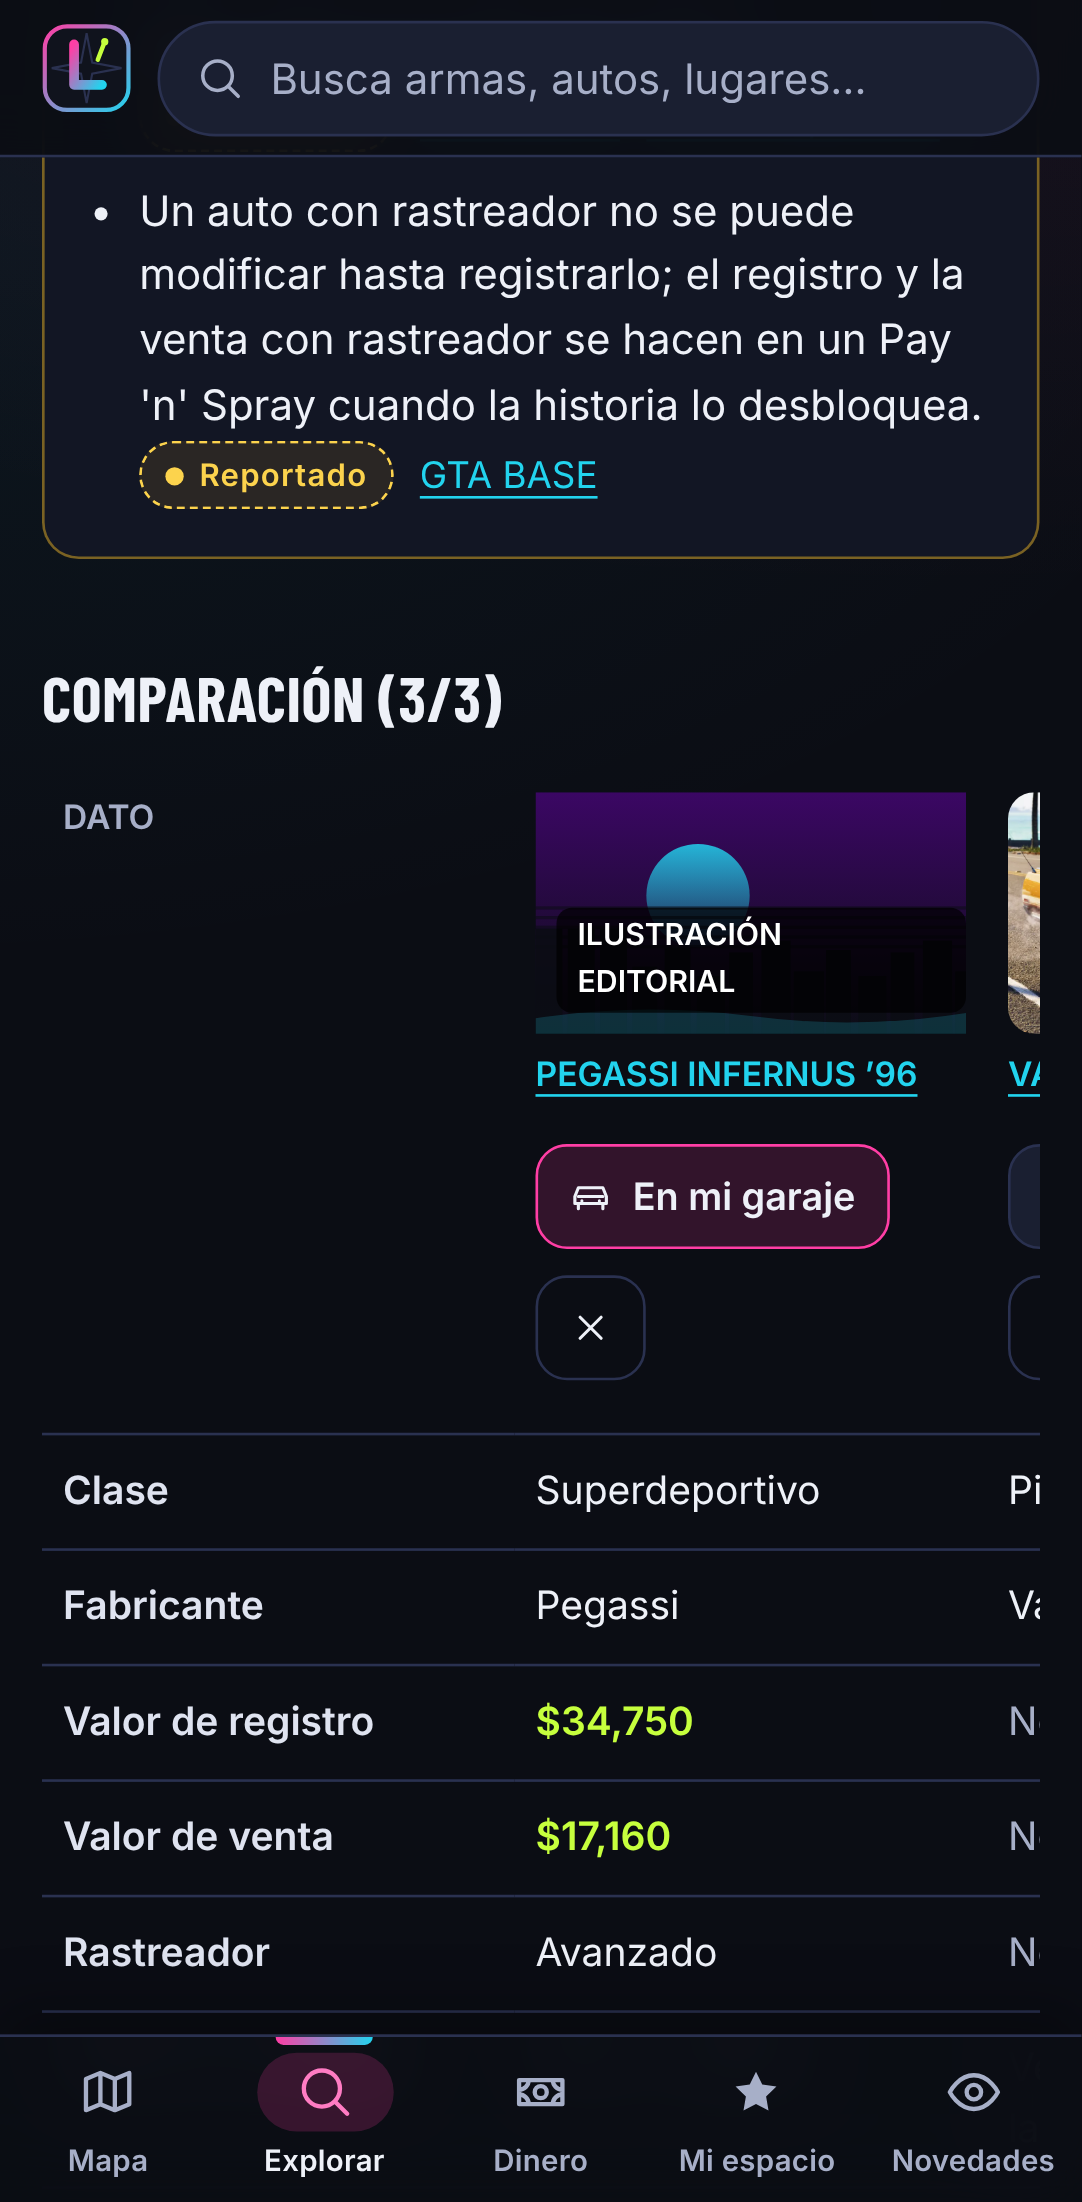 Busca armas, autos, lugares...
• Un auto con rastreador no se puede
modificar hasta registrarlo; el registro y la
venta con rastreador se hacen en un Pay
'n' Spray cuando la historia lo desbloquea.
Reportado GTA BASE
COMPARACIÓN (3/3)
DATO
ILUSTRACIÓN
EDITORIAL
PEGASSI INFERNUS ’96
En mi garaje
Clase Superdeportivo
Fabricante Pegassi
Valor de registro $34,750
Valor de venta $17,160
Rastreador Avanzado
Mapa Explorar Dinero Mi espacio Novedades